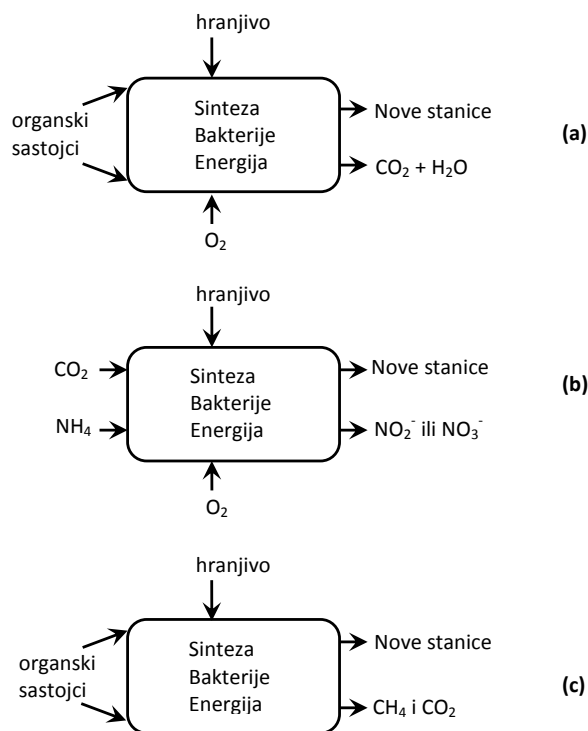 hranjivo
organski
sastojci
Sinteza
Bakterije
Energija
Nove stanice
CO₂ + H₂O
(a)
O₂
hranjivo
CO₂
NH₄
Sinteza
Bakterije
Energija
Nove stanice
NO₂⁻ ili NO₃⁻
(b)
O₂
hranjivo
organski
sastojci
Sinteza
Bakterije
Energija
Nove stanice
CH₄ i CO₂
(c)